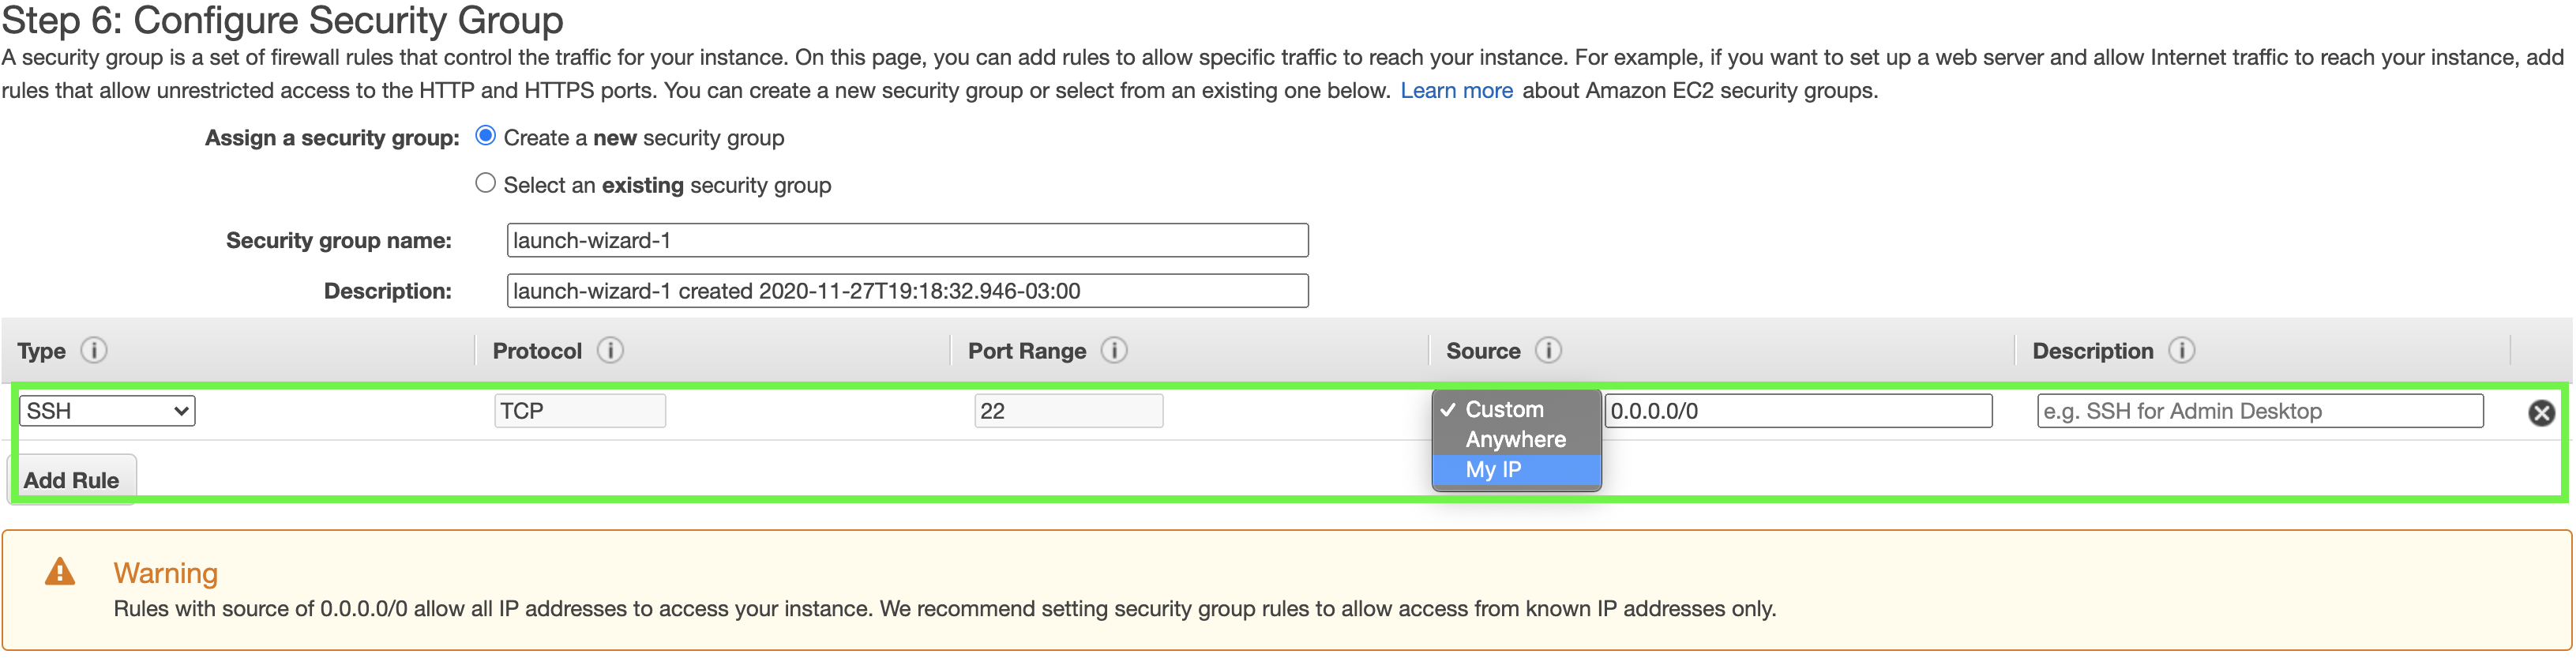 Step 6: Configure Security Group
A security group is a set of firewall rules that control the traffic for your instance. On this page, you can add rules to allow specific traffic to reach your instance. For example, if you want to set up a web server and allow Internet traffic to reach your instance, add
rules that allow unrestricted access to the HTTP and HTTPS ports. You can create a new security group or select from an existing one below. Learn more about Amazon EC2 security groups.
Assign a security group: Create a new security group
Select an existing security group
Security group name: launch-wizard-1
Description: launch-wizard-1 created 2020-11-27T19:18:32.946-03:00
Type i Protocol i Port Range i Source i Description i
SSH TCP 22 ✓ Custom 0.0.0.0/0 e.g. SSH for Admin Desktop
Anywhere
My IP
Add Rule
Warning
Rules with source of 0.0.0.0/0 allow all IP addresses to access your instance. We recommend setting security group rules to allow access from known IP addresses only.